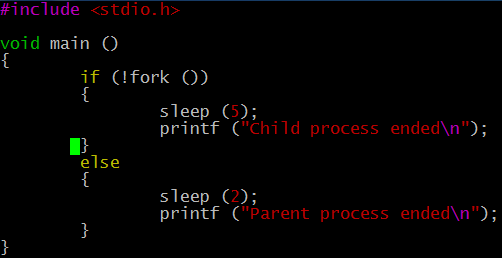 #include <stdio.h>
void main ()
{
if (!fork ())
{
sleep (5);
printf ("Child process ended\n");
}
else
{
sleep (2);
printf ("Parent process ended\n");
}
}